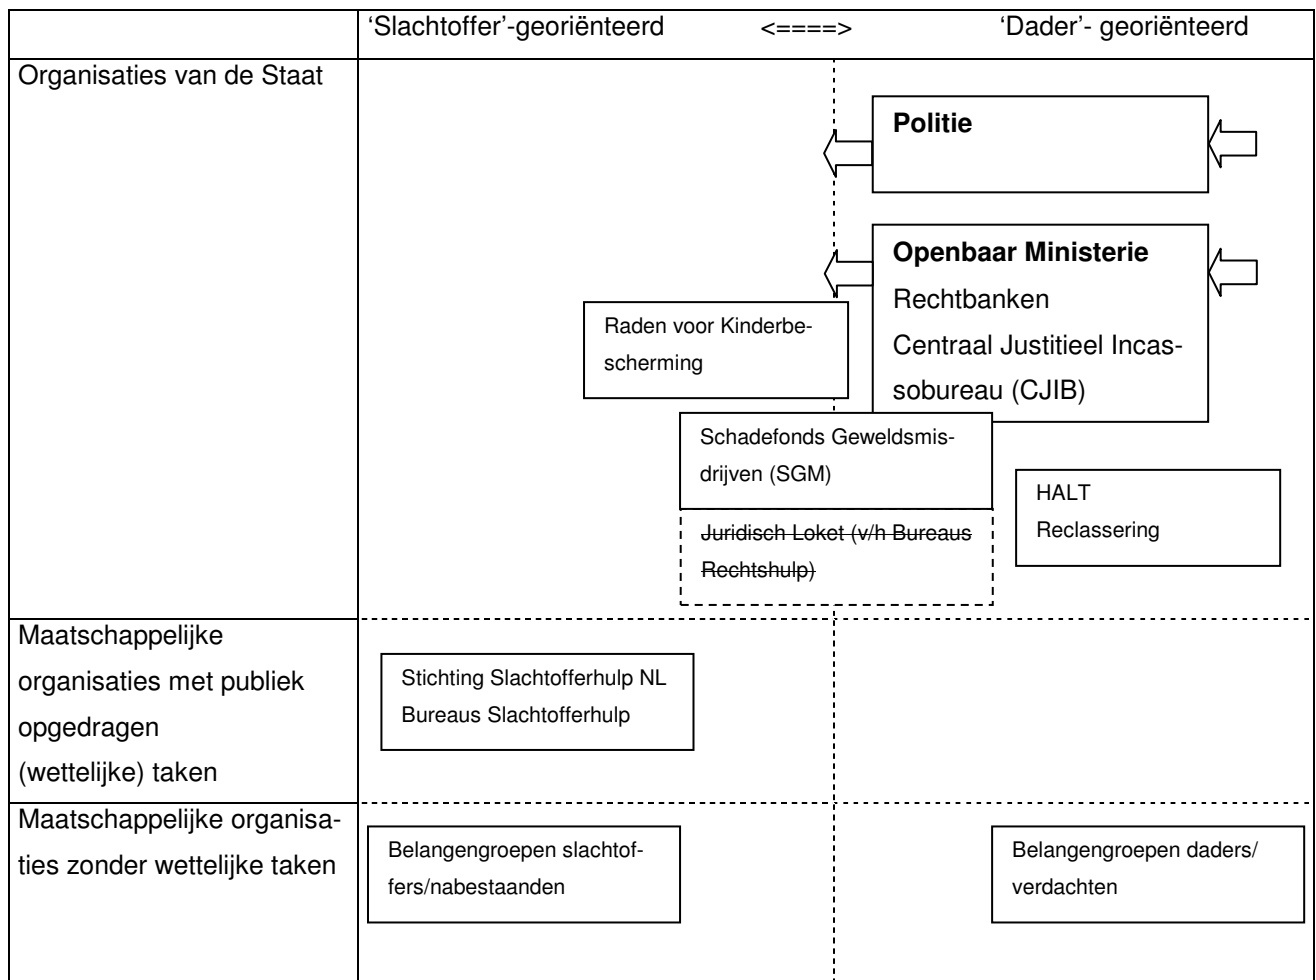 ‘Slachtoffer’-georiënteerd <====> ‘Dader’- georiënteerd
Organisaties van de Staat
Politie
Openbaar Ministerie
Rechtbanken
Centraal Justitieel Incas-
sobureau (CJIB)
Raden voor Kinderbe-
scherming
Schadefonds Geweldsmis-
drijven (SGM)
HALT
Reclassering
Juridisch Loket (v/h Bureaus
Rechtshulp)
Maatschappelijke
organisaties met publiek
opgedragen
(wettelijke) taken
Stichting Slachtofferhulp NL
Bureaus Slachtofferhulp
Maatschappelijke organisa-
ties zonder wettelijke taken
Belangengroepen slachtof-
fers/nabestaanden
Belangengroepen daders/
verdachten